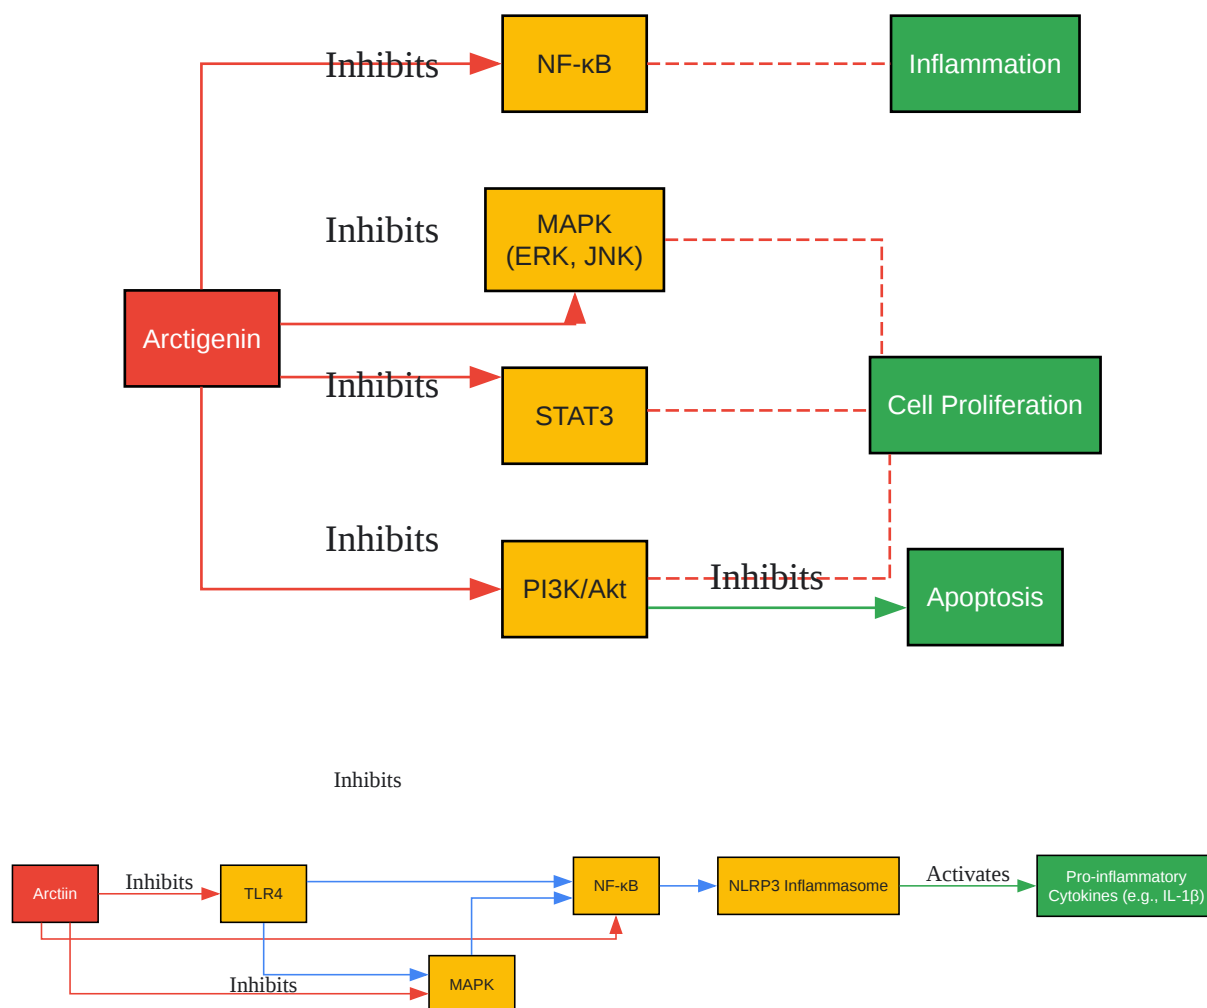 Inhibits
NF-κB
Inflammation
Inhibits
MAPK
(ERK, JNK)
Arctigenin
Inhibits
STAT3
Cell Proliferation
Inhibits
PI3K/Akt
Inhibits
Apoptosis
Inhibits
Arctiin
Inhibits
TLR4
NF-κB
NLRP3 Inflammasome
Activates
Pro-inflammatory
Cytokines (e.g., IL-1β)
Inhibits
MAPK